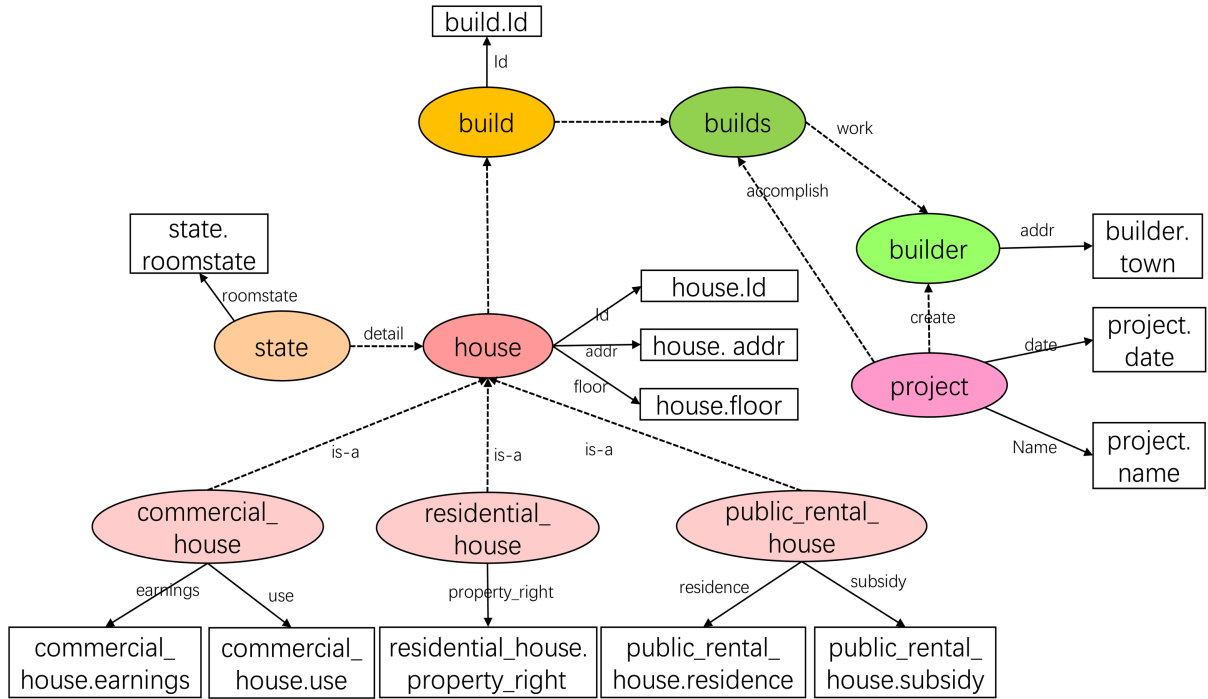 build.Id
Id
build
builds
work
accomplish
state.
roomstate
roomstate
builder
addr
builder.
town
house.Id
Id
create
state
detail
house
addr
house. addr
floor
house.floor
project
date
project.
date
Name
project.
name
is-a
is-a
is-a
commercial_
house
residential_
house
public_rental_
house
earnings
use
property_right
residence
subsidy
commercial_
house.earnings
commercial_
house.use
residential_house.
property_right
public_rental_
house.residence
public_rental_
house.subsidy